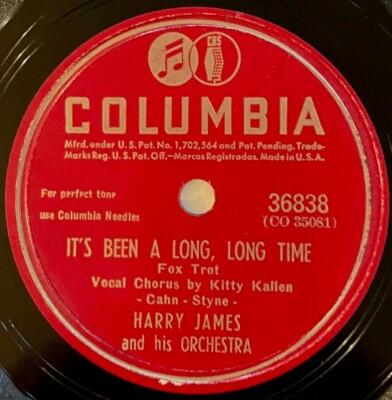 CBS
COLUMBIA
Mfrd. under U.S. Pat. No. 1,702,564 and Pat. Pending. Trade-
Marks Reg. U.S. Pat. Off.—Marcas Registradas. Made in U.S.A.
For perfect tone
use Columbia Needles
36838
(CO 35081)
IT'S BEEN A LONG, LONG TIME
Fox Trot
Vocal Chorus by Kitty Kallen
- Cahn - Styne -
HARRY JAMES
and his ORCHESTRA